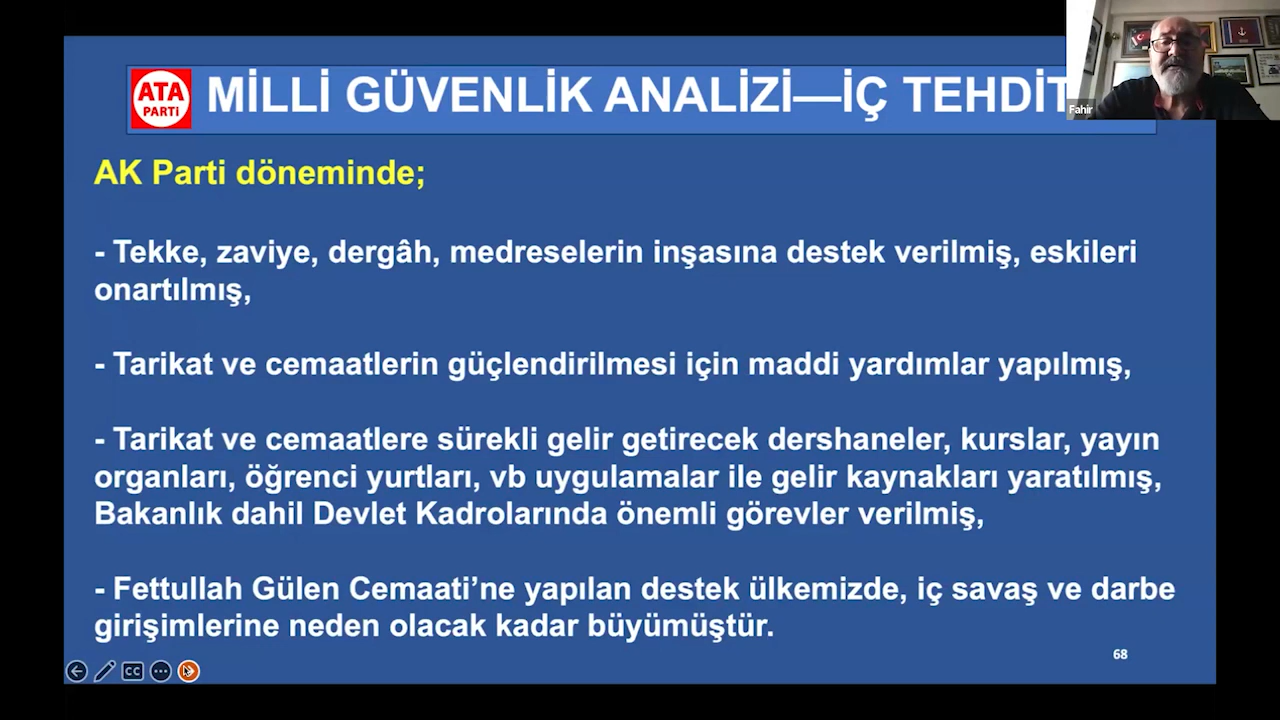 ATA
PARTİ
MİLLİ GÜVENLİK ANALİZİ—İÇ TEHDİT
Fahir
AK Parti döneminde;
- Tekke, zaviye, dergâh, medreselerin inşasına destek verilmiş, eskileri
onartılmış,
- Tarikat ve cemaatlerin güçlendirilmesi için maddi yardımlar yapılmış,
- Tarikat ve cemaatlere sürekli gelir getirecek dershaneler, kurslar, yayın
organları, öğrenci yurtları, vb uygulamalar ile gelir kaynakları yaratılmış,
Bakanlık dahil Devlet Kadrolarında önemli görevler verilmiş,
- Fettullah Gülen Cemaati’ne yapılan destek ülkemizde, iç savaş ve darbe
girişimlerine neden olacak kadar büyümüştür.
68
CC